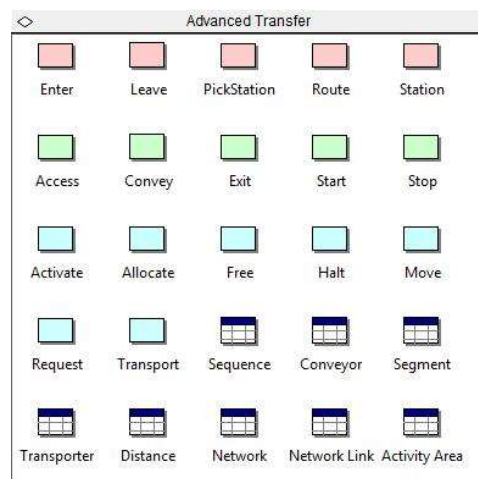 Advanced Transfer
Enter Leave PickStation Route Station
Access Convey Exit Start Stop
Activate Allocate Free Halt Move
Request Transport Sequence Conveyor Segment
Transporter Distance Network Network Link Activity Area